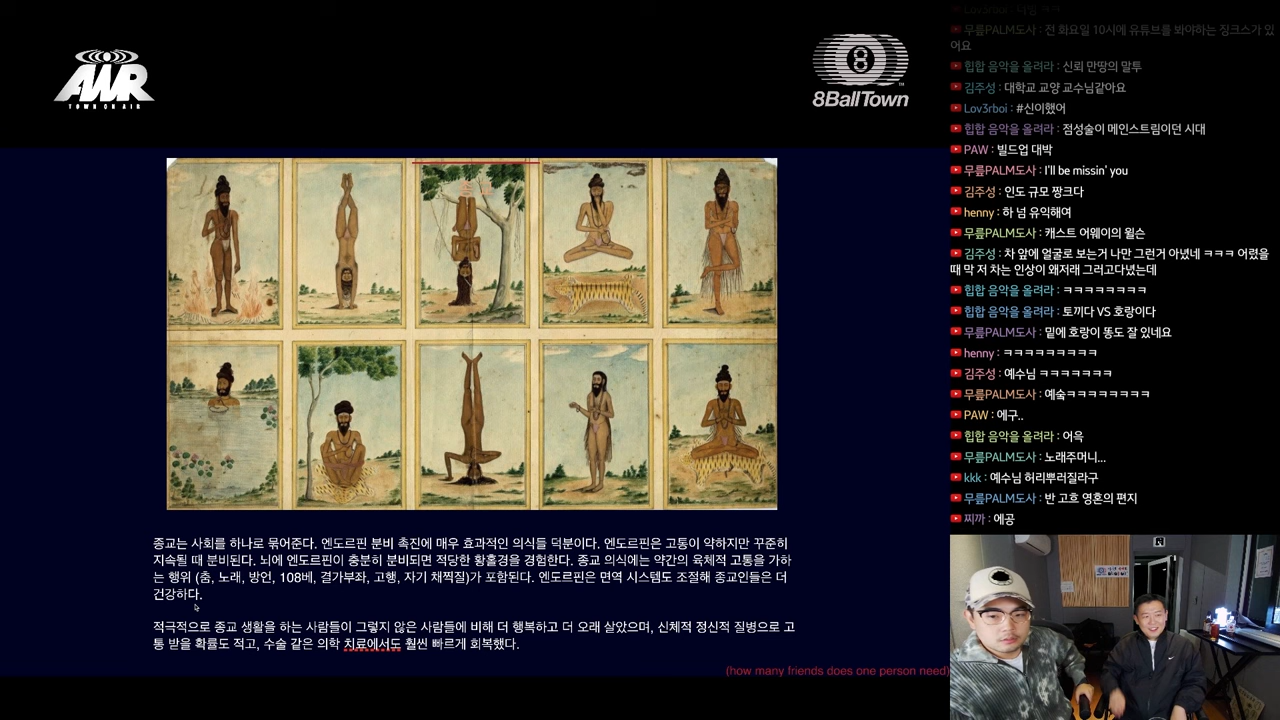 AIR
TOWN ON AIR
8
8BallTown
종교는 사회를 하나로 묶어준다. 엔도르핀 분비 촉진에 매우 효과적인 의식들 덕분이다. 엔도르핀은 고통이 약하지만 꾸준히
지속될 때 분비된다. 뇌에 엔도르핀이 충분히 분비되면 적당한 황홀경을 경험한다. 종교 의식에는 약간의 육체적 고통을 가하
는 행위 (춤, 노래, 방언, 108배, 결가부좌, 고행, 자기 채찍질)가 포함된다. 엔도르핀은 면역 시스템도 조절해 종교인들은 더
건강하다.
적극적으로 종교 생활을 하는 사람들이 그렇지 않은 사람들에 비해 더 행복하고 더 오래 살았으며, 신체적 정신적 질병으로 고
통 받을 확률도 적고, 수술 같은 의학 치료에서도 훨씬 빠르게 회복했다.
(how many friends does one person need)
Lov3rboi :
무릎PALM도사 : 전 화요일 10시에 유튜브를 봐야하는 징크스가 있
어요
힙합 음악을 올려라 : 신뢰 만땅의 말투
김주성 : 대학교 교양 교수님같아요
Lov3rboi : #신이했어
힙합 음악을 올려라 : 점성술이 메인스트림이던 시대
PAW : 빌드업 대박
무릎PALM도사 : I'll be missin' you
김주성 : 인도 규모 짱크다
henny : 하 넘 유익해여
무릎PALM도사 : 캐스트 어웨이의 윌슨
김주성 : 차 앞에 얼굴로 보는거 나만 그런거 아녔네 ㅋㅋㅋ 어렸을
때 막 저 차는 인상이 왜저래 그러고다녔는데
힙합 음악을 올려라 : ㅋㅋㅋㅋㅋㅋㅋㅋ
힙합 음악을 올려라 : 토끼다 VS 호랑이다
무릎PALM도사 : 밑에 호랑이 똥도 잘 있네요
henny : ㅋㅋㅋㅋㅋㅋㅋㅋㅋ
김주성 : 예수님 ㅋㅋㅋㅋㅋㅋㅋ
무릎PALM도사 : 예숰ㅋㅋㅋㅋㅋㅋㅋㅋ
PAW : 에구..
힙합 음악을 올려라 : 어윽
무릎PALM도사 : 노래주머니...
kkk : 예수님 허리뿌러질라구
무릎PALM도사 : 반 고흐 영혼의 편지
찌까 : 에공